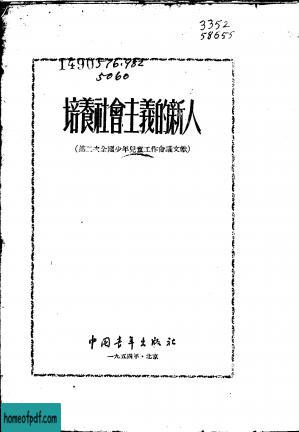 3352
58655
1490576.982
5060
培養社會主義的新人
(第二次全國少年兒童工作會議文獻)
中國青年出版社
一九五四年·北京
homeofpdf.com